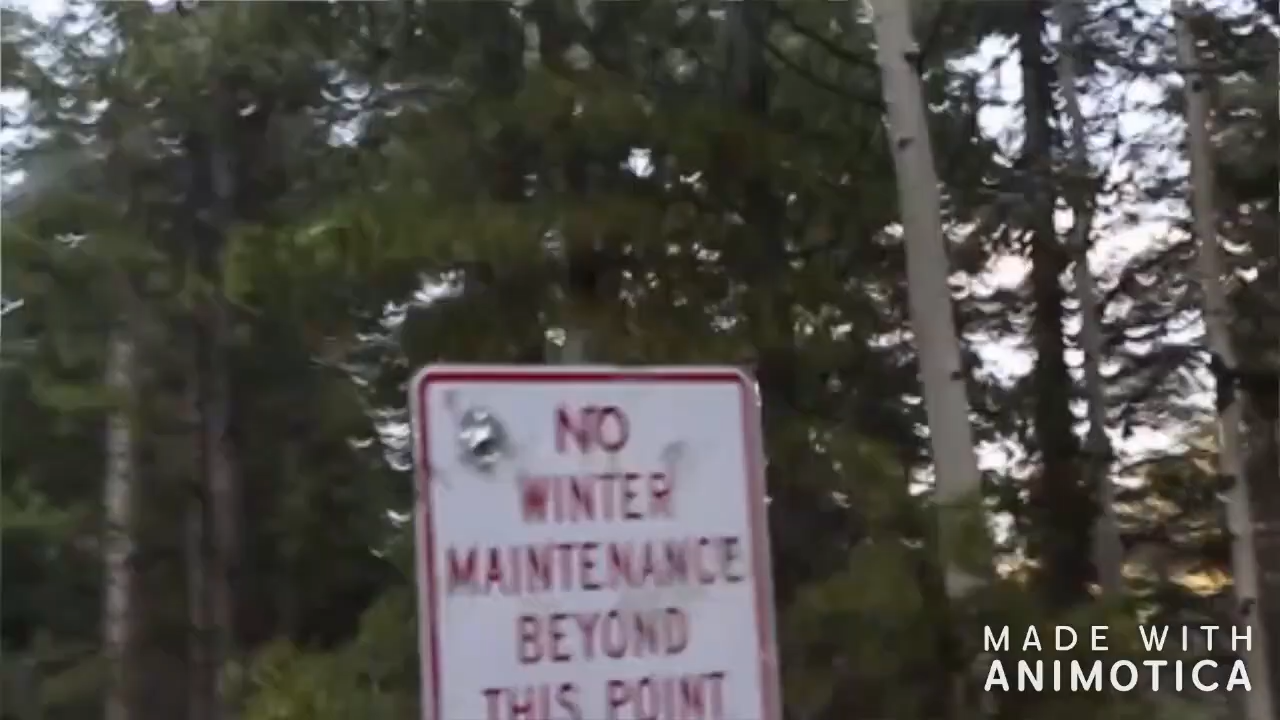 NO
WINTER
MAINTENANCE
BEYOND
THIS POINT
MADE WITH
ANIMOTICA